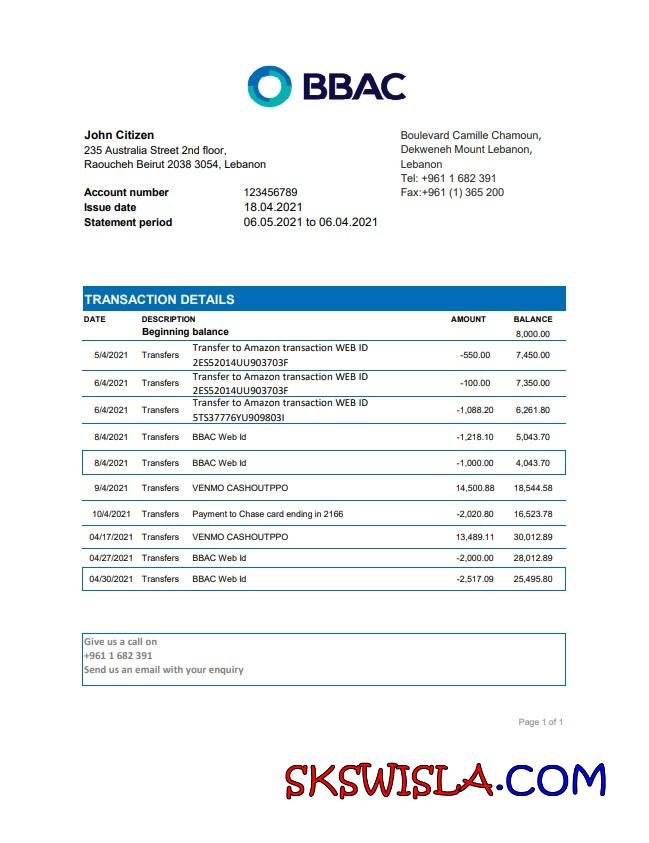 BBAC
John Citizen
235 Australia Street 2nd floor,
Raoucheh Beirut 2038 3054, Lebanon
Boulevard Camille Chamoun,
Dekweneh Mount Lebanon,
Lebanon
Tel: +961 1 682 391
Fax:+961 (1) 365 200
Account number 123456789
Issue date 18.04.2021
Statement period 06.05.2021 to 06.04.2021
TRANSACTION DETAILS
DATE DESCRIPTION AMOUNT BALANCE
Beginning balance 8,000.00
5/4/2021 Transfers Transfer to Amazon transaction WEB ID -550.00 7,450.00
2ES52014UU903703F
6/4/2021 Transfers Transfer to Amazon transaction WEB ID -100.00 7,350.00
2ES52014UU903703F
6/4/2021 Transfers Transfer to Amazon transaction WEB ID -1,088.20 6,261.80
5TS37776YU909803I
8/4/2021 Transfers BBAC Web Id -1,218.10 5,043.70
8/4/2021 Transfers BBAC Web Id -1,000.00 4,043.70
9/4/2021 Transfers VENMO CASHOUTPPO 14,500.88 18,544.58
10/4/2021 Transfers Payment to Chase card ending in 2166 -2,020.80 16,523.78
04/17/2021 Transfers VENMO CASHOUTPPO 13,489.11 30,012.89
04/27/2021 Transfers BBAC Web Id -2,000.00 28,012.89
04/30/2021 Transfers BBAC Web Id -2,517.09 25,495.80
Give us a call on
+961 1 682 391
Send us an email with your enquiry
Page 1 of 1
SKSWISLA.COM